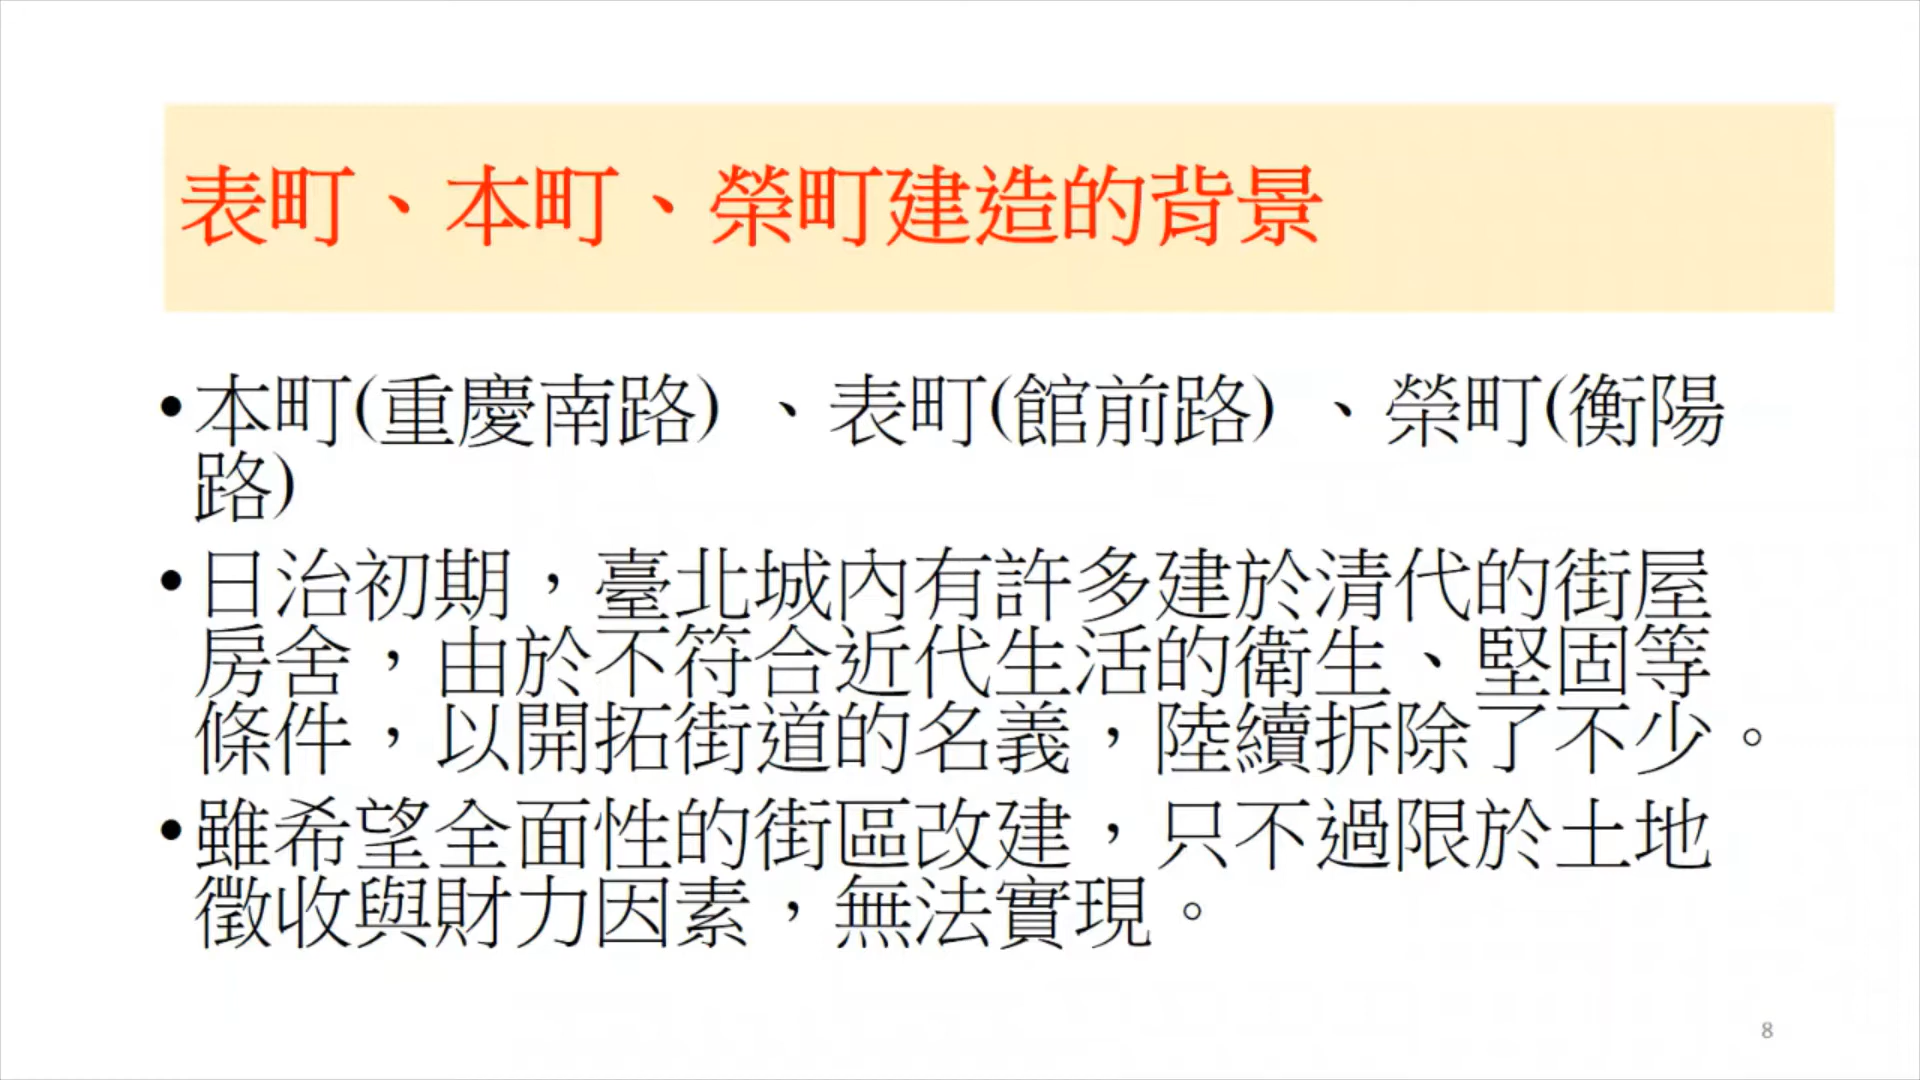 表町、本町、榮町建造的背景
•本町(重慶南路) 、表町(館前路) 、榮町(衡陽
路)
•日治初期，臺北城內有許多建於清代的街屋
房舍，由於不符合近代生活的衛生、堅固等
條件，以開拓街道的名義，陸續拆除了不少。
•雖希望全面性的街區改建，只不過限於土地
徵收與財力因素，無法實現。
8